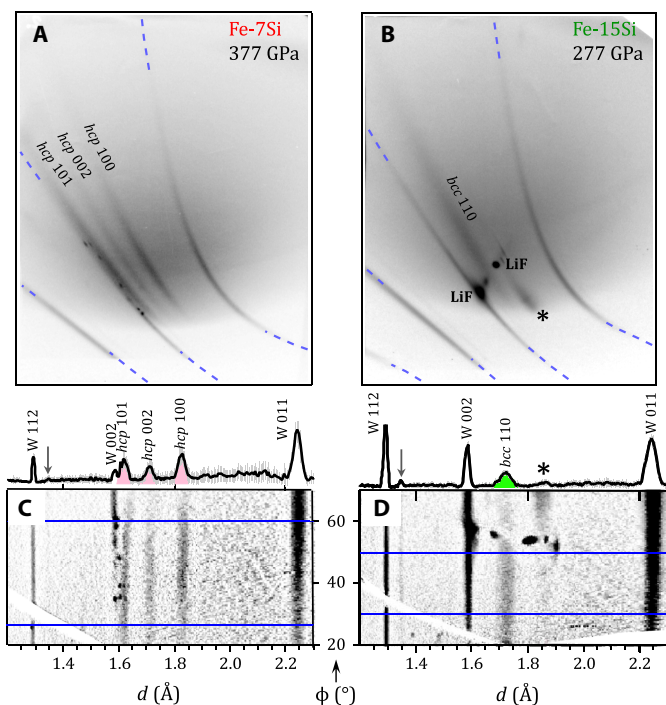 A
Fe-7Si
377 GPa
hcp 101
hcp 002
hcp 100
B
Fe-15Si
277 GPa
bcc 110
LiF
LiF
*
W 112
W 002
hcp 101
hcp 002
hcp 100
W 011
W 112
W 002
bcc 110
*
W 011
C
D
60
40
20
1.4
1.6
1.8
2.0
2.2
1.4
1.6
1.8
2.0
2.2
d (Å)
ϕ (°)
d (Å)